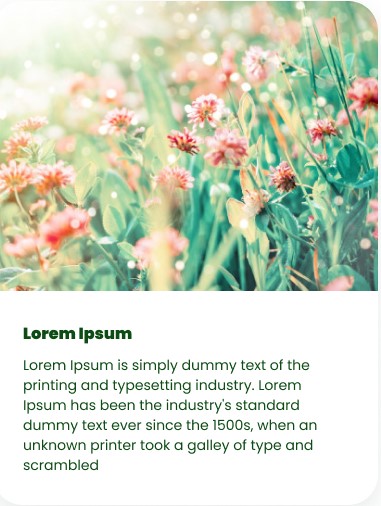 Lorem Ipsum
Lorem Ipsum is simply dummy text of the
printing and typesetting industry. Lorem
Ipsum has been the industry's standard
dummy text ever since the 1500s, when an
unknown printer took a galley of type and
scrambled